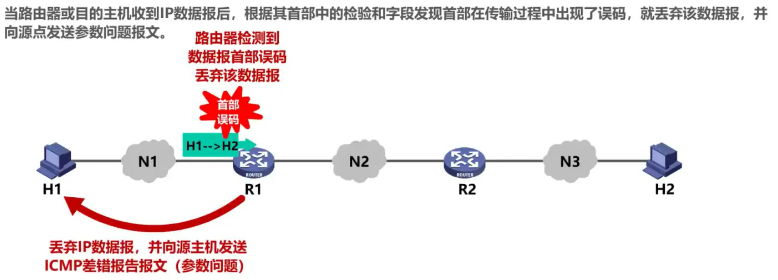 当路由器或目的主机收到IP数据报后，根据其首部中的检验和字段发现首部在传输过程中出现了误码，就丢弃该数据报，并
向源点发送参数问题报文。
路由器检测到
数据报首部误码
丢弃该数据报
首部
误码
H1-->H2
N1
N2
N3
ROUTER
ROUTER
H1
R1
R2
H2
丢弃IP数据报，并向源主机发送
ICMP差错报告报文（参数问题）